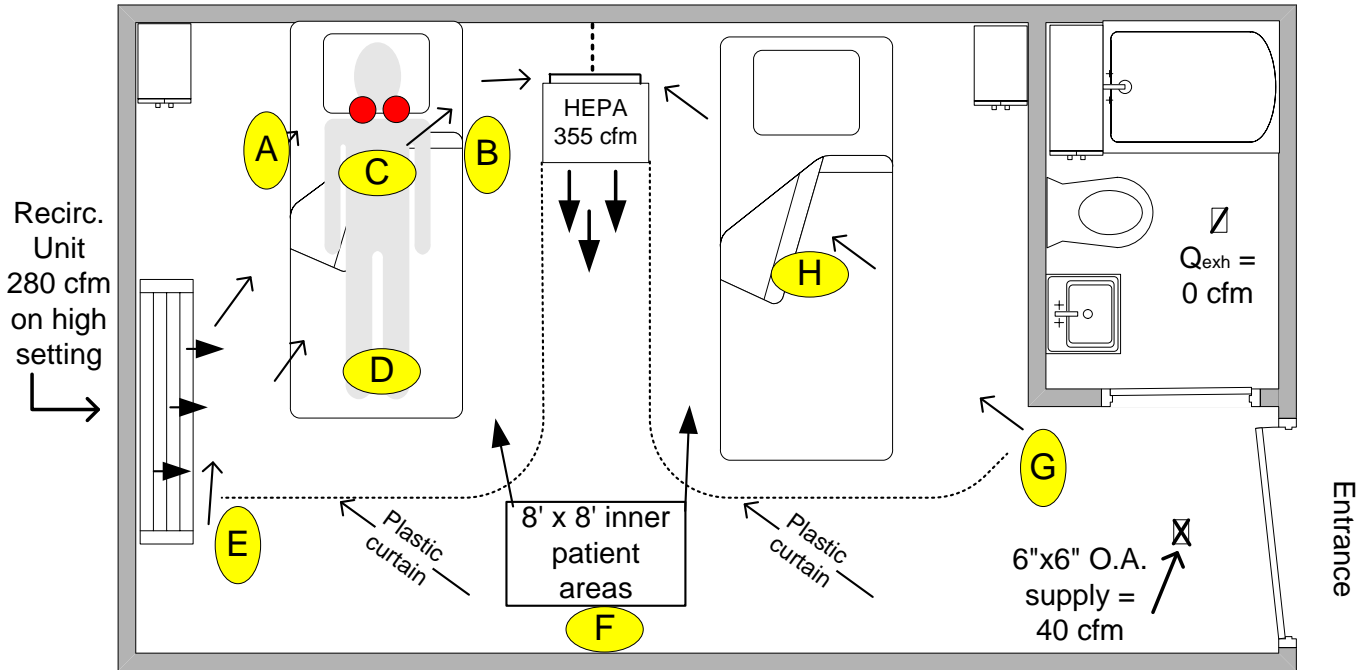 HEPA
355 cfm
A
B
C
Recirc.
Unit
280 cfm
on high
setting
Qexh =
0 cfm
H
D
G
E
Plastic
curtain
8' x 8' inner
patient
areas
Plastic
curtain
6"x6" O.A.
supply =
40 cfm
Entrance
F